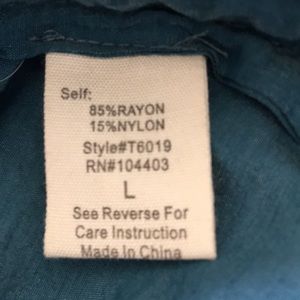 Self:
85%RAYON
15%NYLON
Style#T6019
RN#104403
L
See Reverse For
Care Instruction
Made In China